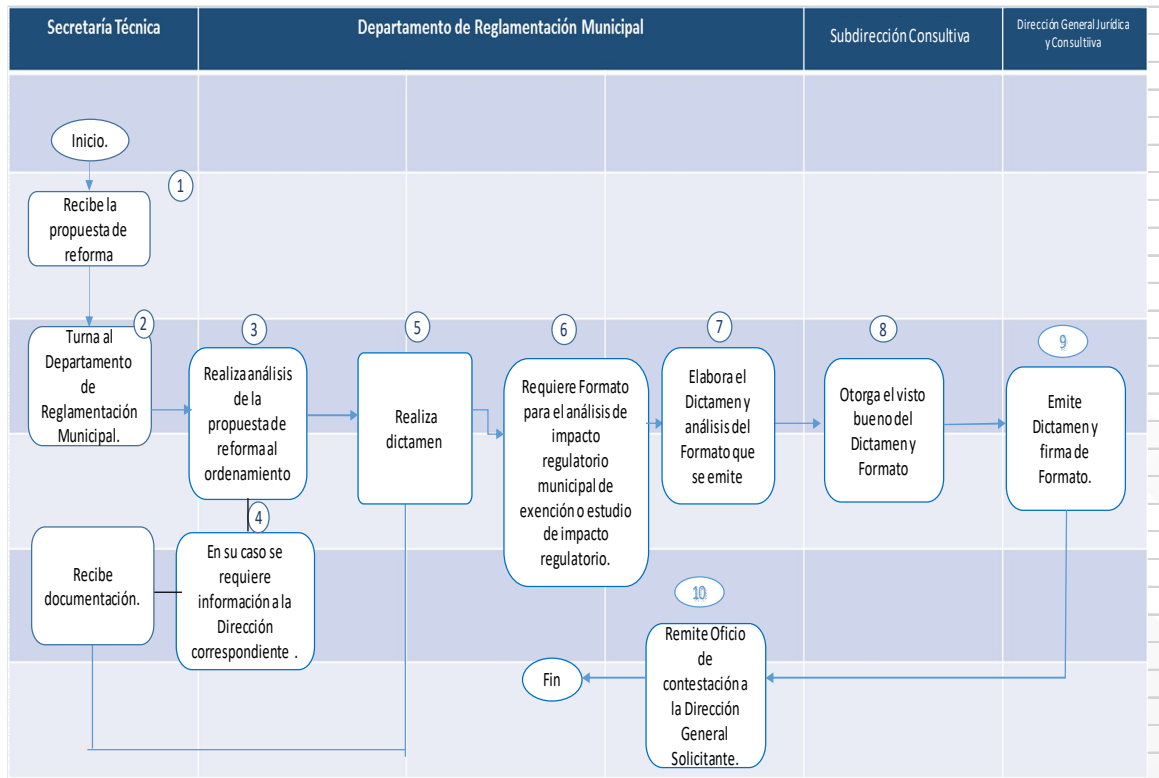 Secretaría Técnica
Departamento de Reglamentación Municipal
Subdirección Consultiva
Dirección General Jurídica
y Consultiiva
Inicio.
1
Recibe la
propuesta de
reforma
2
Turna al
Departamento
de
Reglamentación
Municipal.
3
Realiza análisis
de la
propuesta de
reforma al
ordenamiento
4
En su caso se
requiere
información a la
Dirección
correspondiente .
Recibe
documentación.
5
Realiza
dictamen
6
Requiere Formato
para el análisis de
impacto
regulatorio
municipal de
exención o estudio
de impacto
regulatorio.
7
Elabora el
Dictamen y
análisis del
Formato que
se emite
8
Otorga el visto
bueno del
Dictamen y
Formato
9
Emite
Dictamen y
firma de
Formato.
10
Remite Oficio
de
contestación a
la Dirección
General
Solicitante.
Fin